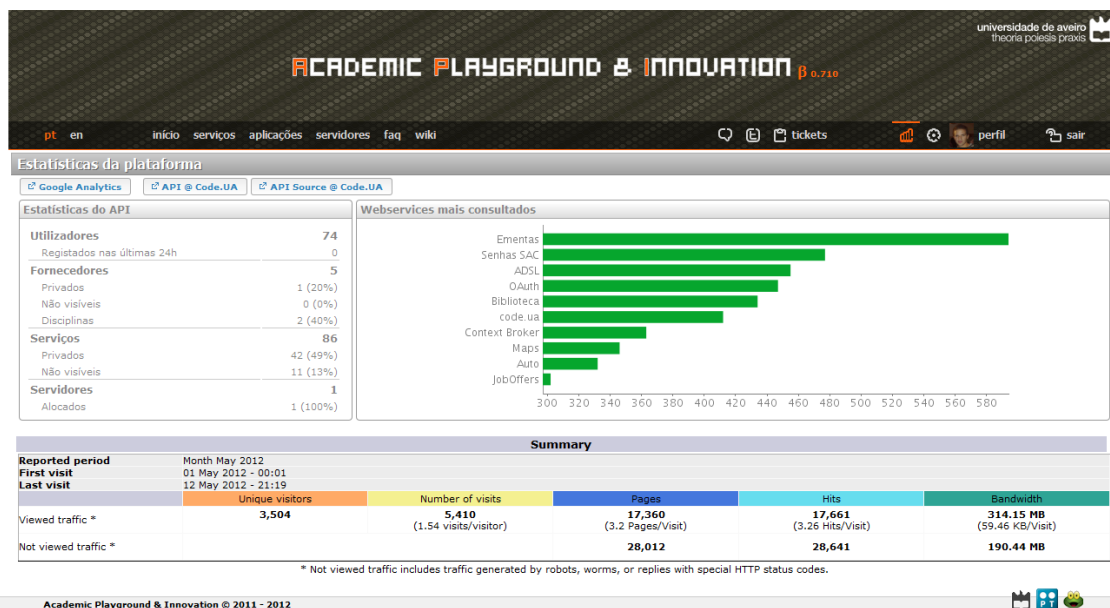 universidade de aveiro
theoria poiesis praxis
Academic Playground & Innovation β 0.710
pt en início serviços aplicações servidores faq wiki tickets perfil sair
Estatísticas da plataforma
Google Analytics API @ Code.UA API Source @ Code.UA
Estatísticas do API
Utilizadores 74
Registados nas últimas 24h 0
Fornecedores 5
Privados 1 (20%)
Não visíveis 0 (0%)
Disciplinas 2 (40%)
Serviços 86
Privados 42 (49%)
Não visíveis 11 (13%)
Servidores 1
Alocados 1 (100%)
Webservices mais consultados
Ementas
Senhas SAC
ADSL
OAuth
Biblioteca
code.ua
Context Broker
Maps
Auto
JobOffers
300 320 340 360 380 400 420 440 460 480 500 520 540 560 580
Summary
Reported period Month May 2012
First visit 01 May 2012 - 00:01
Last visit 12 May 2012 - 21:19
Unique visitors Number of visits Pages Hits Bandwidth
Viewed traffic * 3,504 5,410 17,360 17,661 314.15 MB
(1.54 visits/visitor) (3.2 Pages/Visit) (3.26 Hits/Visit) (59.46 KB/Visit)
Not viewed traffic * 28,012 28,641 190.44 MB
* Not viewed traffic includes traffic generated by robots, worms, or replies with special HTTP status codes.
Academic Playground & Innovation © 2011 - 2012
PT